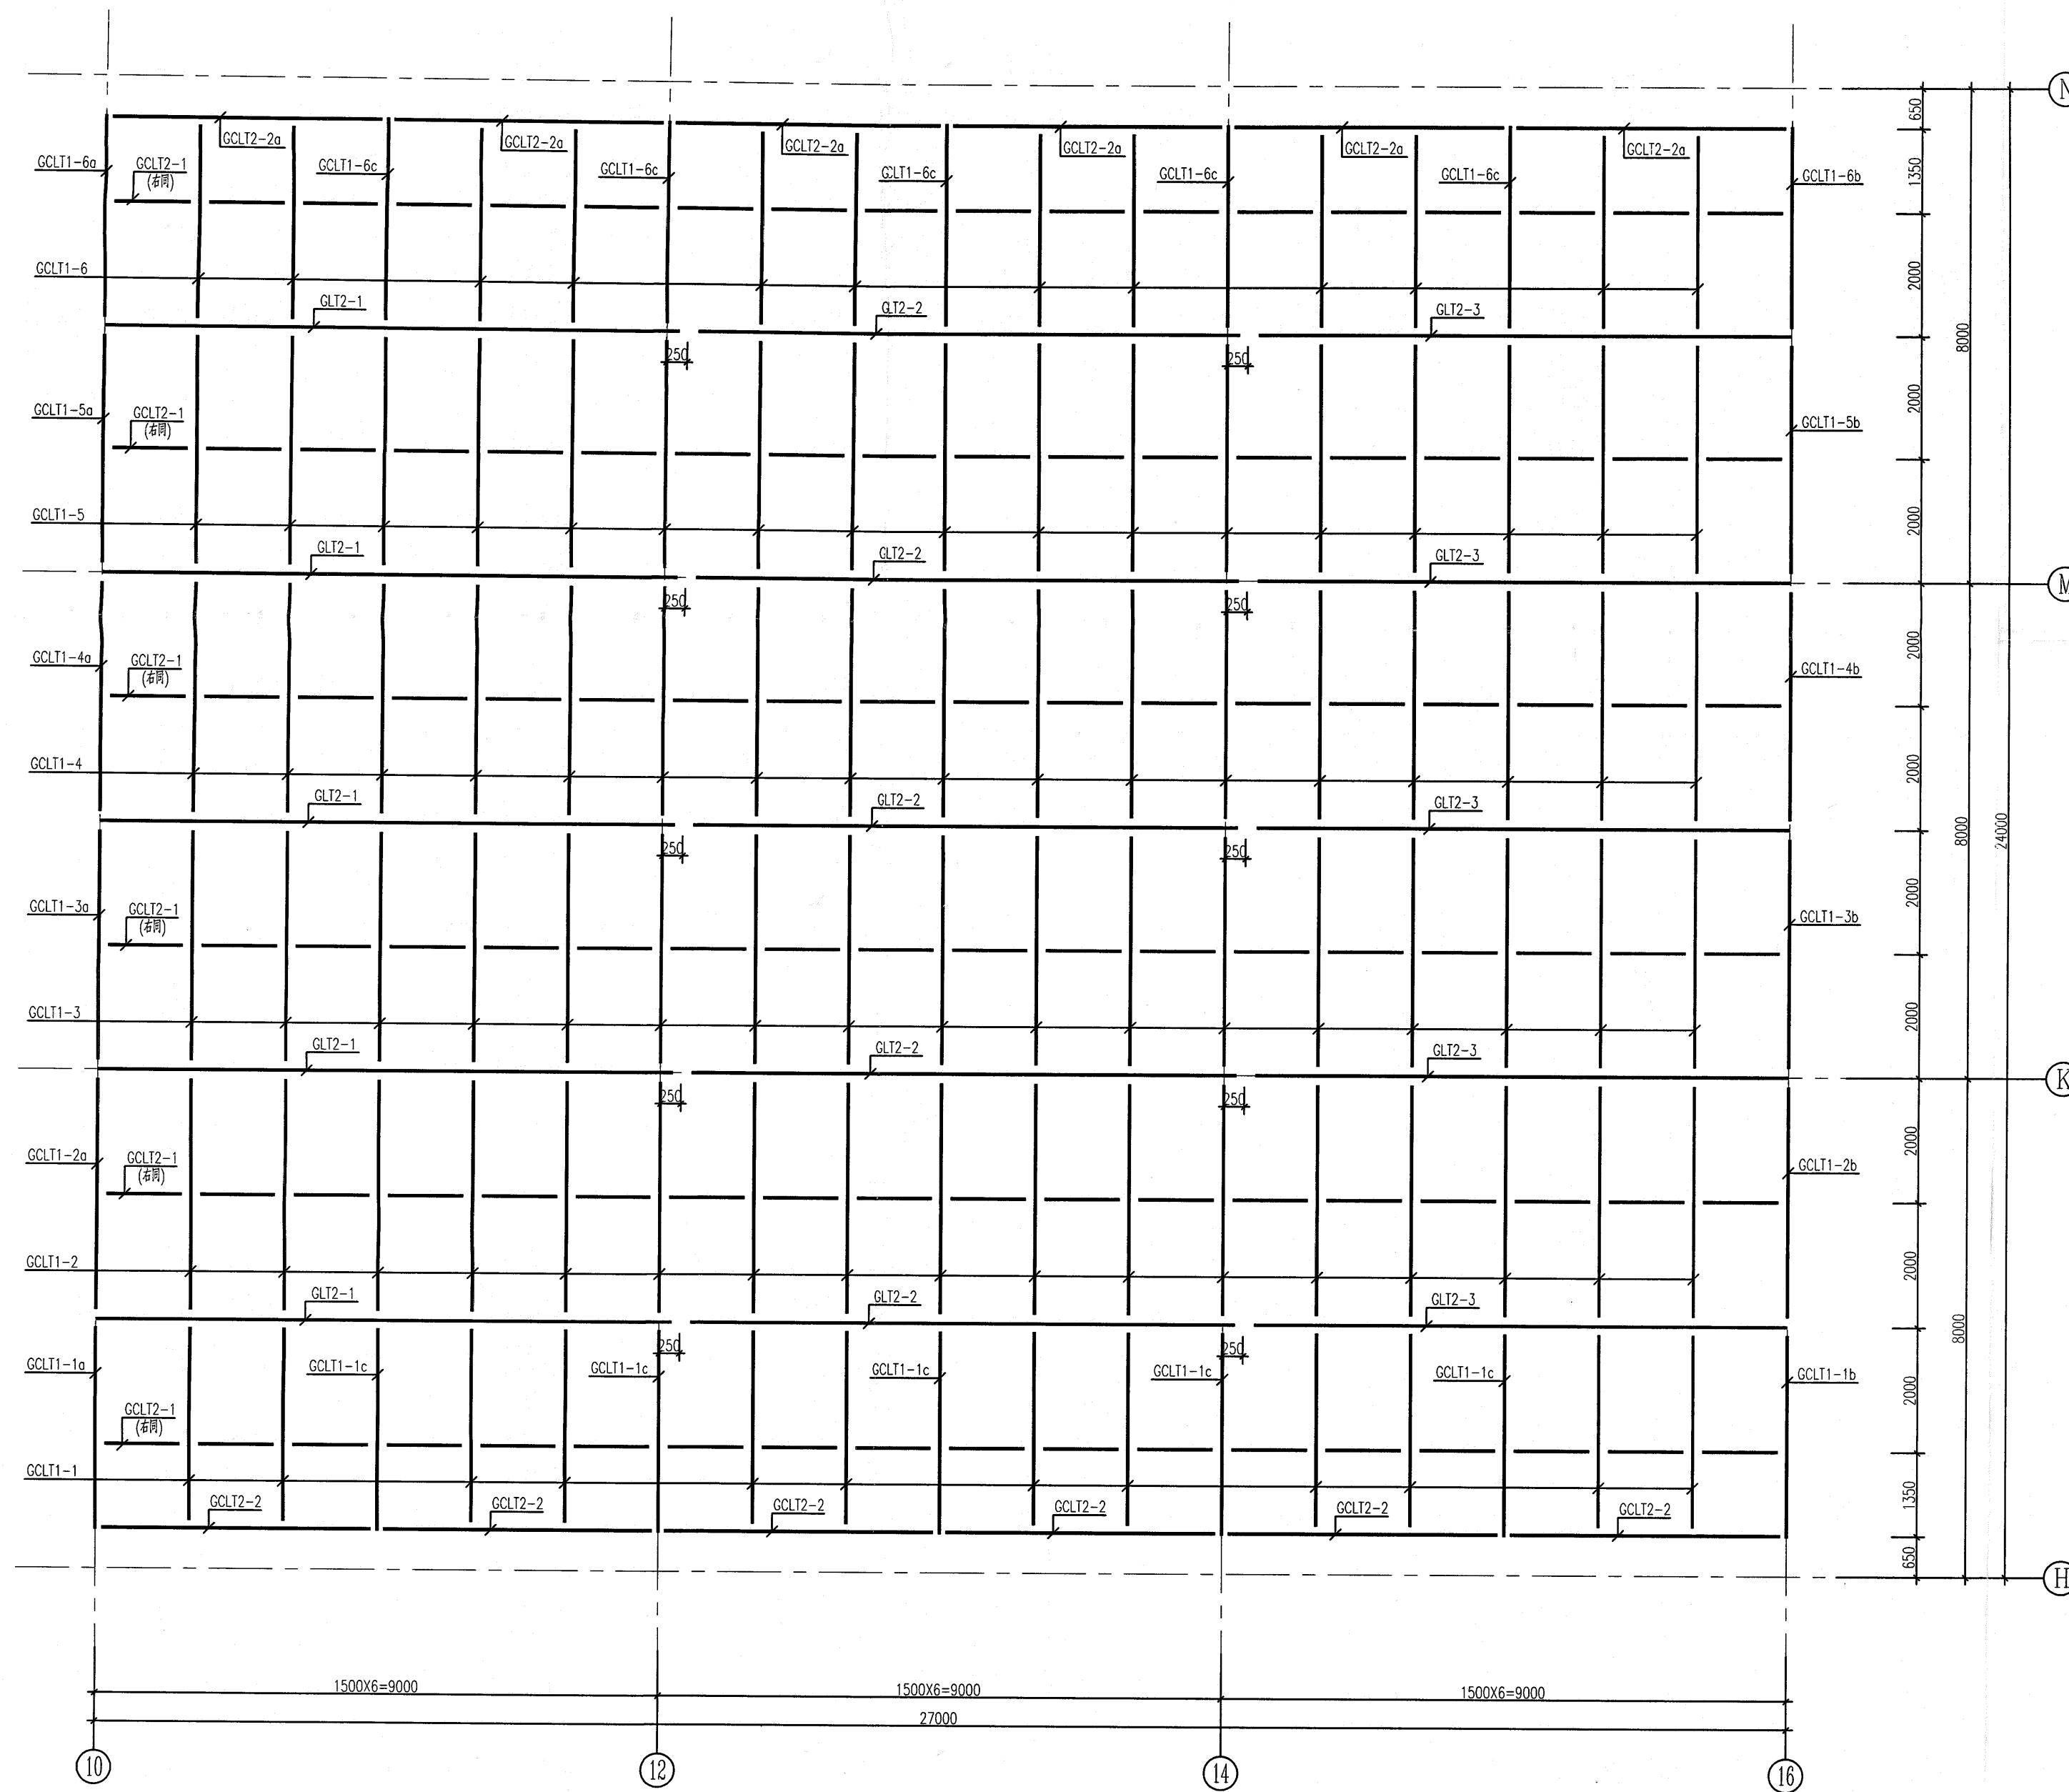 N
650
GCLT2-2a
GCLT2-2a
GCLT2-2a
GCLT2-2a
GCLT2-2a
GCLT2-2a
GCLT1-6a
GCLT2-1
(右同)
GCLT1-6c
GCLT1-6c
GCLT1-6c
GCLT1-6c
GCLT1-6c
GCLT1-6b
1350
GCLT1-6
2000
GLT2-1
GLT2-2
GLT2-3
8000
250
250
GCLT1-5a
GCLT2-1
(右同)
GCLT1-5b
2000
GCLT1-5
2000
GLT2-1
GLT2-2
GLT2-3
M
250
250
GCLT1-4a
GCLT2-1
(右同)
GCLT1-4b
2000
GCLT1-4
2000
GLT2-1
GLT2-2
GLT2-3
8000
24000
250
250
GCLT1-3a
GCLT2-1
(右同)
GCLT1-3b
2000
GCLT1-3
2000
GLT2-1
GLT2-2
GLT2-3
K
250
250
GCLT1-2a
GCLT2-1
(右同)
GCLT1-2b
2000
GCLT1-2
2000
GLT2-1
GLT2-2
GLT2-3
8000
250
250
GCLT1-1a
GCLT1-1c
GCLT1-1c
GCLT1-1c
GCLT1-1c
GCLT1-1c
GCLT1-1b
2000
GCLT2-1
(右同)
GCLT1-1
1350
GCLT2-2
GCLT2-2
GCLT2-2
GCLT2-2
GCLT2-2
GCLT2-2
650
H
1500X6=9000
1500X6=9000
1500X6=9000
27000
10
12
14
16